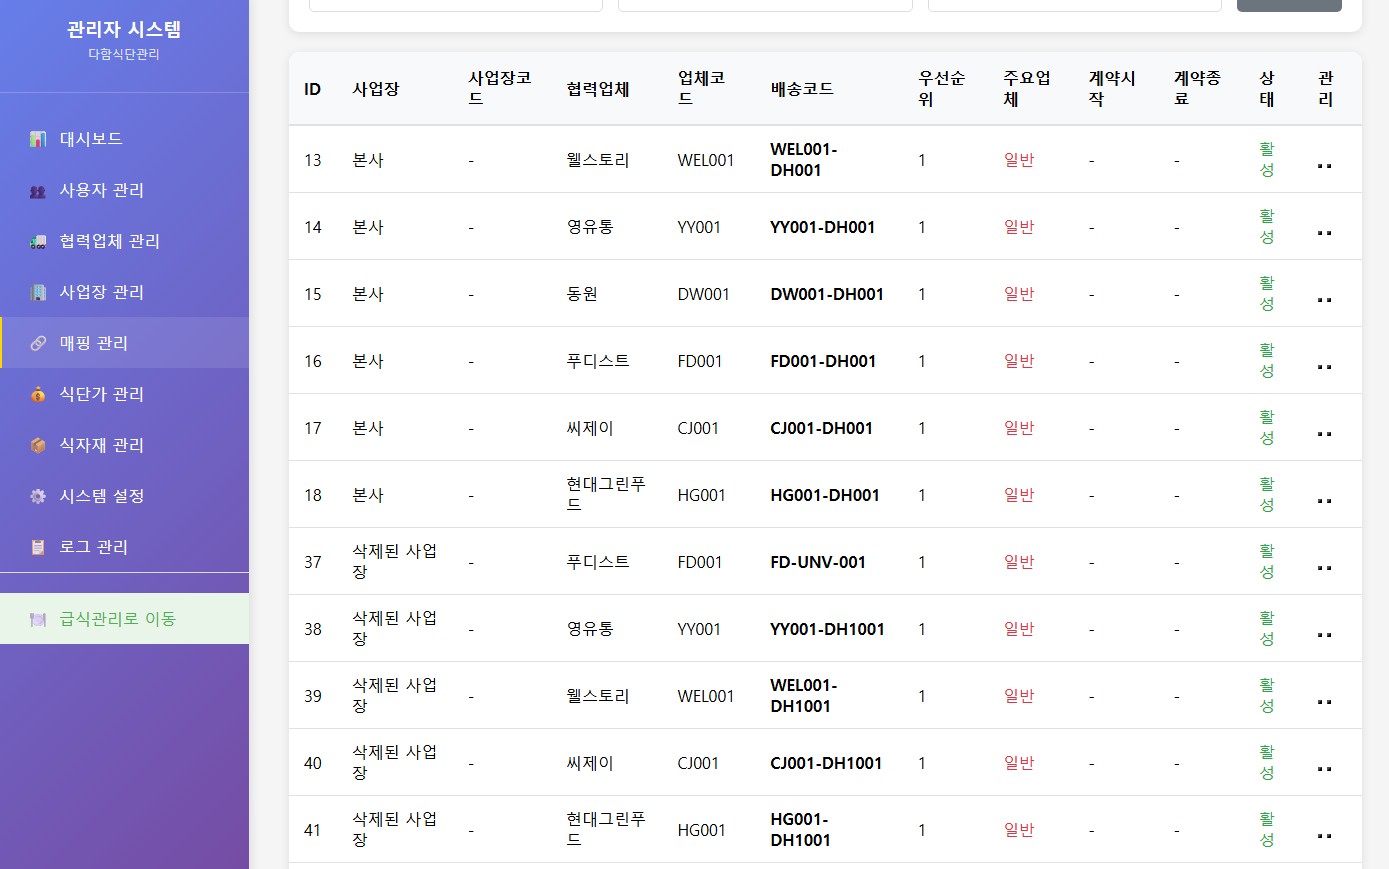 관리자 시스템
다함식단관리
대시보드
사용자 관리
협력업체 관리
사업장 관리
매핑 관리
식단가 관리
식자재 관리
시스템 설정
로그 관리
급식관리로 이동
ID 사업장 사업장코드 협력업체 업체코드 배송코드 우선순위 주요업체 계약시작 계약종료 상태 관리
13 본사 - 웰스토리 WEL001 WEL001-DH001 1 일반 - - 활성
14 본사 - 영유통 YY001 YY001-DH001 1 일반 - - 활성
15 본사 - 동원 DW001 DW001-DH001 1 일반 - - 활성
16 본사 - 푸디스트 FD001 FD001-DH001 1 일반 - - 활성
17 본사 - 씨제이 CJ001 CJ001-DH001 1 일반 - - 활성
18 본사 - 현대그린푸드 HG001 HG001-DH001 1 일반 - - 활성
37 삭제된 사업장 - 푸디스트 FD001 FD-UNV-001 1 일반 - - 활성
38 삭제된 사업장 - 영유통 YY001 YY001-DH1001 1 일반 - - 활성
39 삭제된 사업장 - 웰스토리 WEL001 WEL001-DH1001 1 일반 - - 활성
40 삭제된 사업장 - 씨제이 CJ001 CJ001-DH1001 1 일반 - - 활성
41 삭제된 사업장 - 현대그린푸드 HG001 HG001-DH1001 1 일반 - - 활성